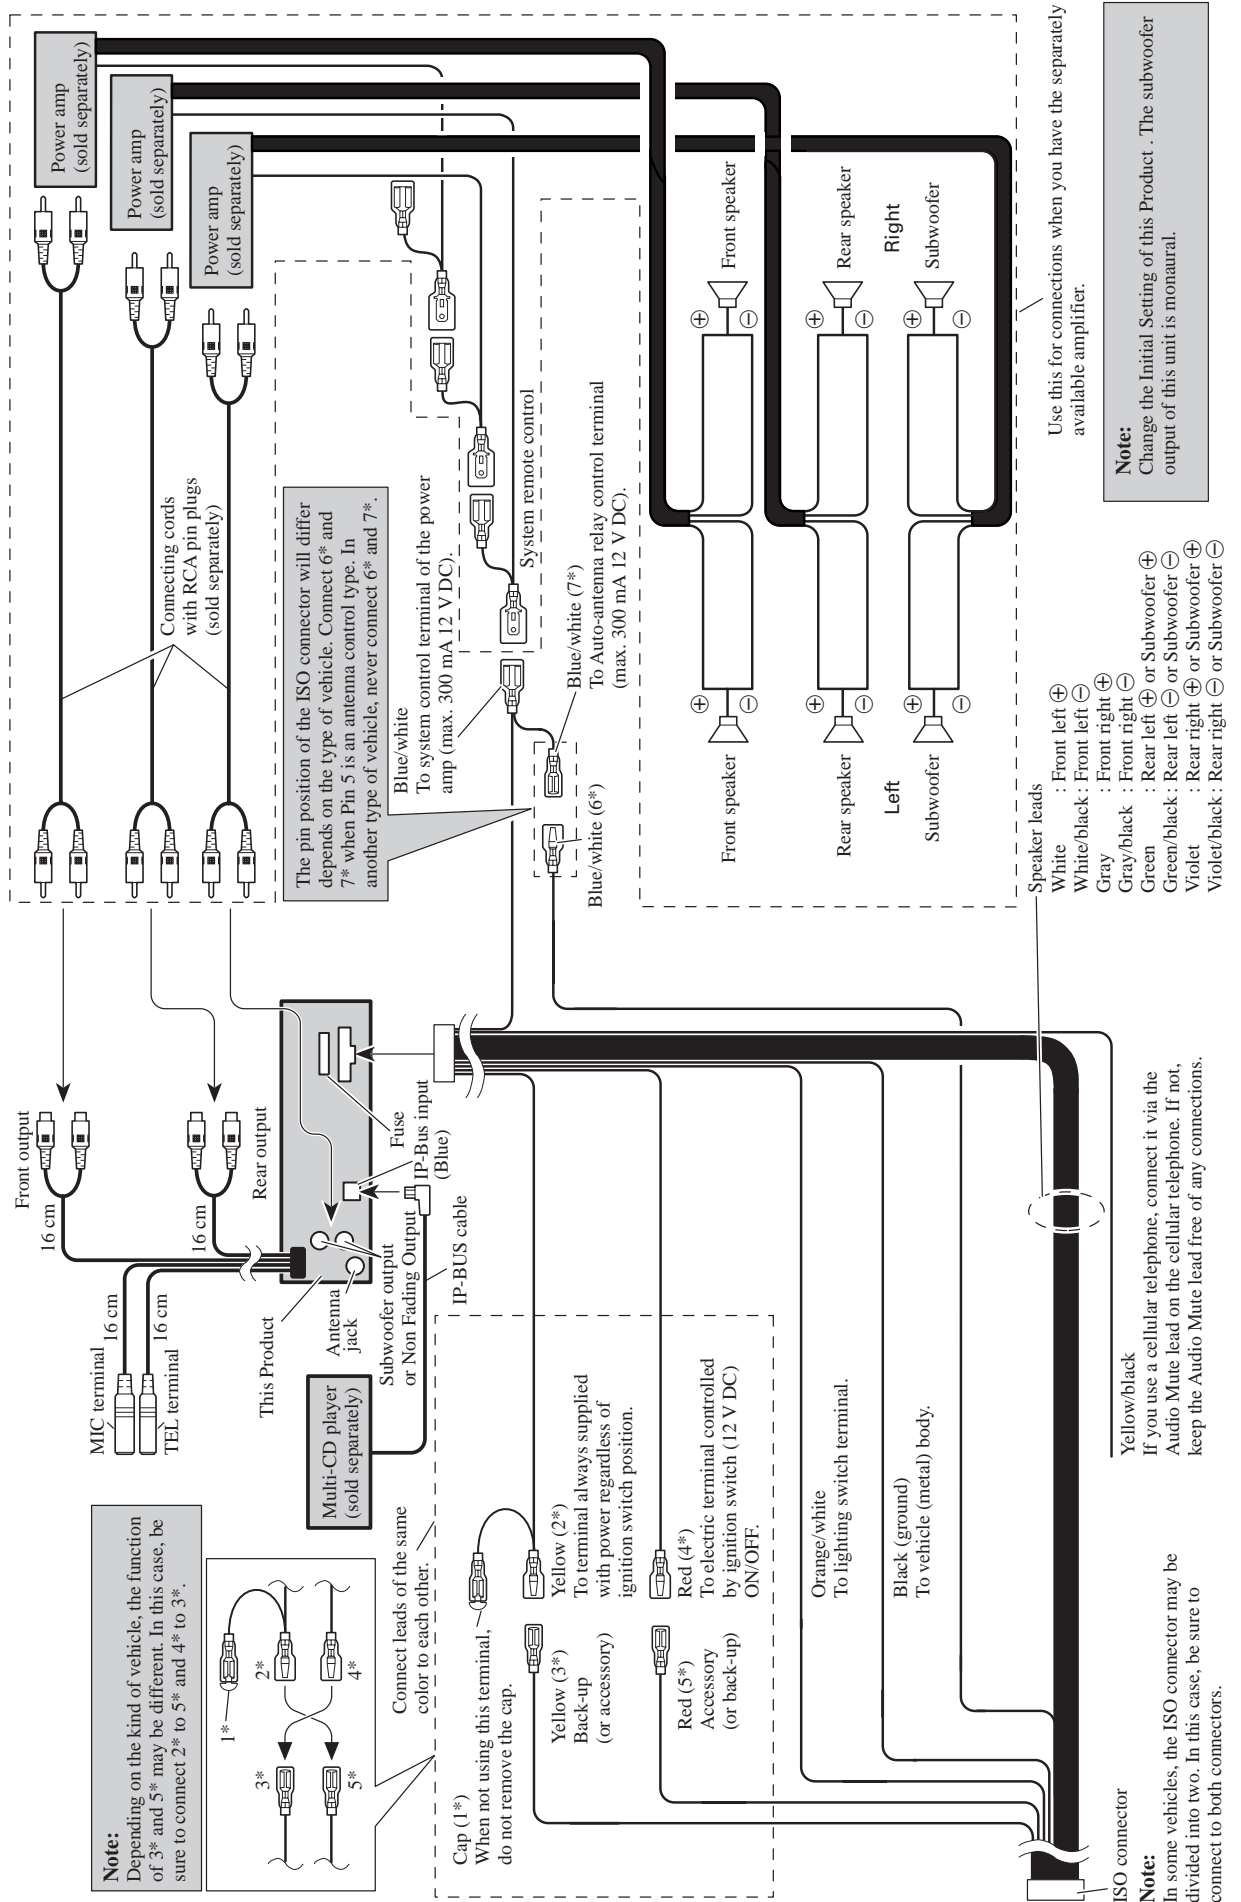 Note:
Depending on the kind of vehicle, the function
of 3* and 5* may be different. In this case, be
sure to connect 2* to 5* and 4* to 3*.
1*
2*
4*
3*
5*
Cap (1*)
When not using this terminal,
do not remove the cap.
Connect leads of the same
color to each other.
Yellow (3*)
Back-up
(or accessory)
Yellow (2*)
To terminal always supplied
with power regardless of
ignition switch position.
Red (5*)
Accessory
(or back-up)
Red (4*)
To electric terminal controlled
by ignition switch (12 V DC)
ON/OFF.
Orange/white
To lighting switch terminal.
Black (ground)
To vehicle (metal) body.
ISO connector
Note:
In some vehicles, the ISO connector may be
divided into two. In this case, be sure to
connect to both connectors.
MIC terminal
16 cm
TEL terminal
16 cm
This Product
Multi-CD player
(sold separately)
Antenna
jack
Subwoofer output
or Non Fading Output
IP-BUS cable
IP-Bus input
(Blue)
Fuse
Front output
16 cm
Rear output
16 cm
Yellow/black
If you use a cellular telephone, connect it via the
Audio Mute lead on the cellular telephone. If not,
keep the Audio Mute lead free of any connections.
Connecting cords
with RCA pin plugs
(sold separately)
Power amp
(sold separately)
Power amp
(sold separately)
Power amp
(sold separately)
The pin position of the ISO connector will differ
depends on the type of vehicle. Connect 6* and
7* when Pin 5 is an antenna control type. In
another type of vehicle, never connect 6* and 7*.
Blue/white
To system control terminal of the power
amp (max. 300 mA 12 V DC).
System remote control
Blue/white (7*)
To Auto-antenna relay control terminal
(max. 300 mA 12 V DC).
Blue/white (6*)
Front speaker
+
−
+
−
Front speaker
Rear speaker
+
−
+
−
Rear speaker
Left
Right
Subwoofer
+
−
+
−
Subwoofer
Speaker leads
White : Front left ⊕
White/black : Front left ⊖
Gray : Front right ⊕
Gray/black : Front right ⊖
Green : Rear left ⊕ or Subwoofer ⊕
Green/black : Rear left ⊖ or Subwoofer ⊖
Violet : Rear right ⊕ or Subwoofer ⊕
Violet/black : Rear right ⊖ or Subwoofer ⊖
Use this for connections when you have the separately
available amplifier.
Note:
Change the Initial Setting of this Product . The subwoofer
output of this unit is monaural.